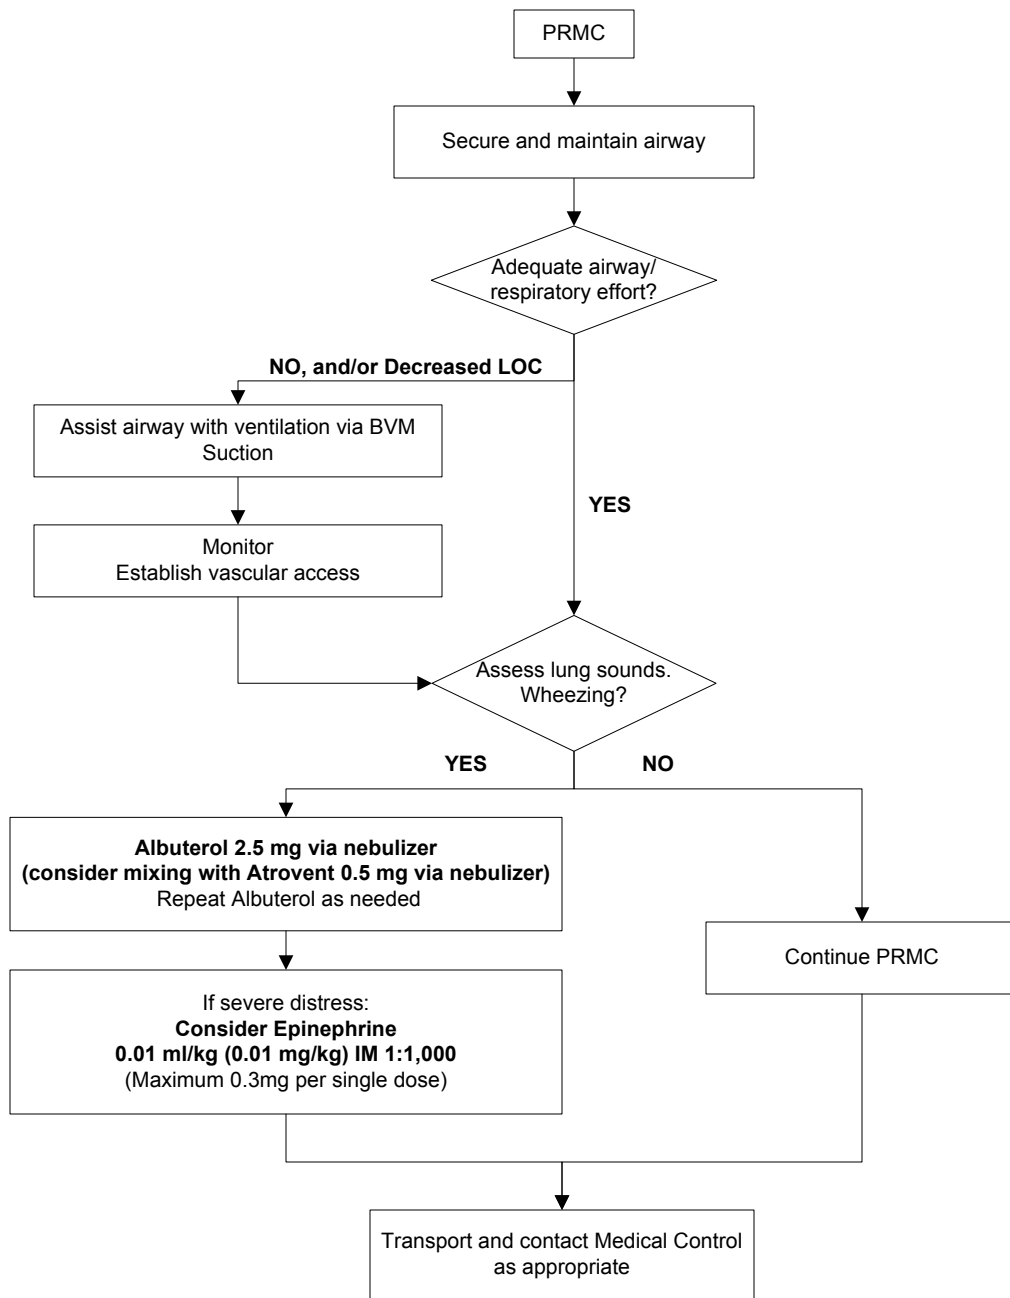 PRMC
Secure and maintain airway
Adequate airway/
respiratory effort?
NO, and/or Decreased LOC
Assist airway with ventilation via BVM
Suction
YES
Monitor
Establish vascular access
Assess lung sounds.
Wheezing?
YES
NO
Albuterol 2.5 mg via nebulizer
(consider mixing with Atrovent 0.5 mg via nebulizer)
Repeat Albuterol as needed
Continue PRMC
If severe distress:
Consider Epinephrine
0.01 ml/kg (0.01 mg/kg) IM 1:1,000
(Maximum 0.3mg per single dose)
Transport and contact Medical Control
as appropriate